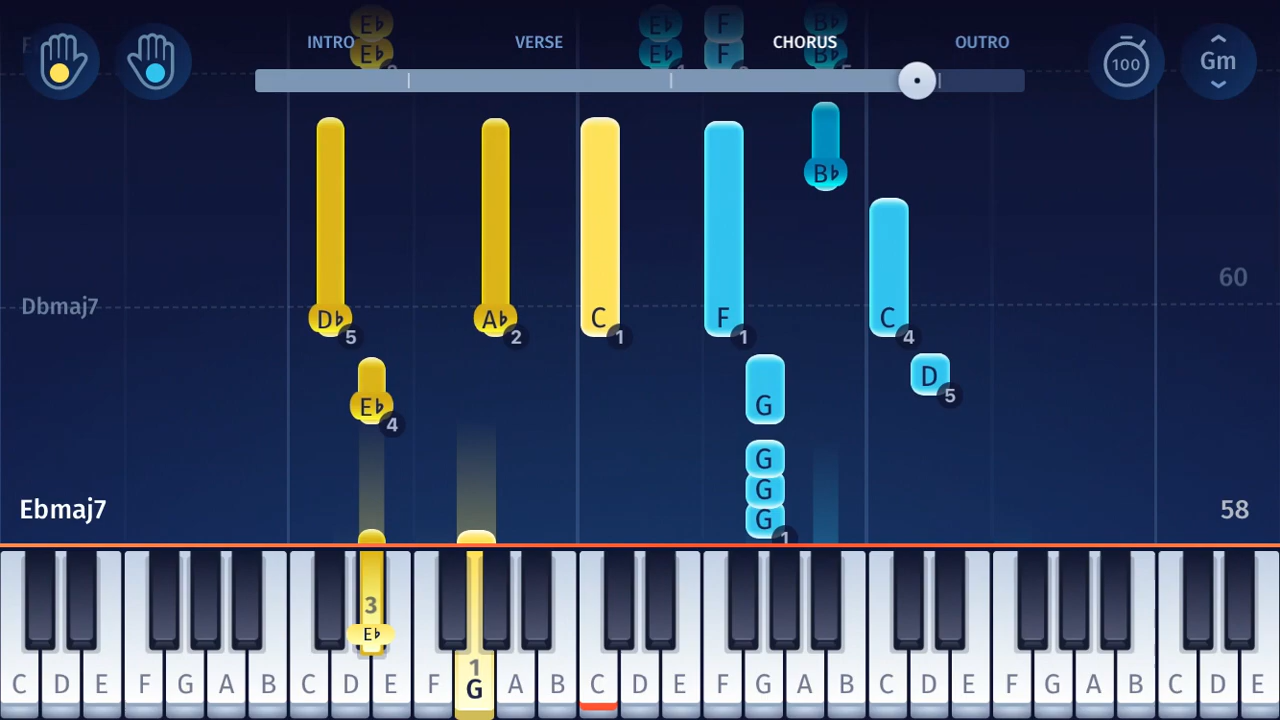 E♭ E♭ F B♭
INTRO VERSE CHORUS OUTRO
E♭ E♭ F B♭
100
Gm
B♭
Dbmaj7
60
D♭ A♭ C F C
5 2 1 1 4
D
5
E♭ G
4
G
G
Ebmaj7
G
58
1
3
E♭
1
C D E F G A B C D E F G A B C D E F G A B C D E F G A B C D E